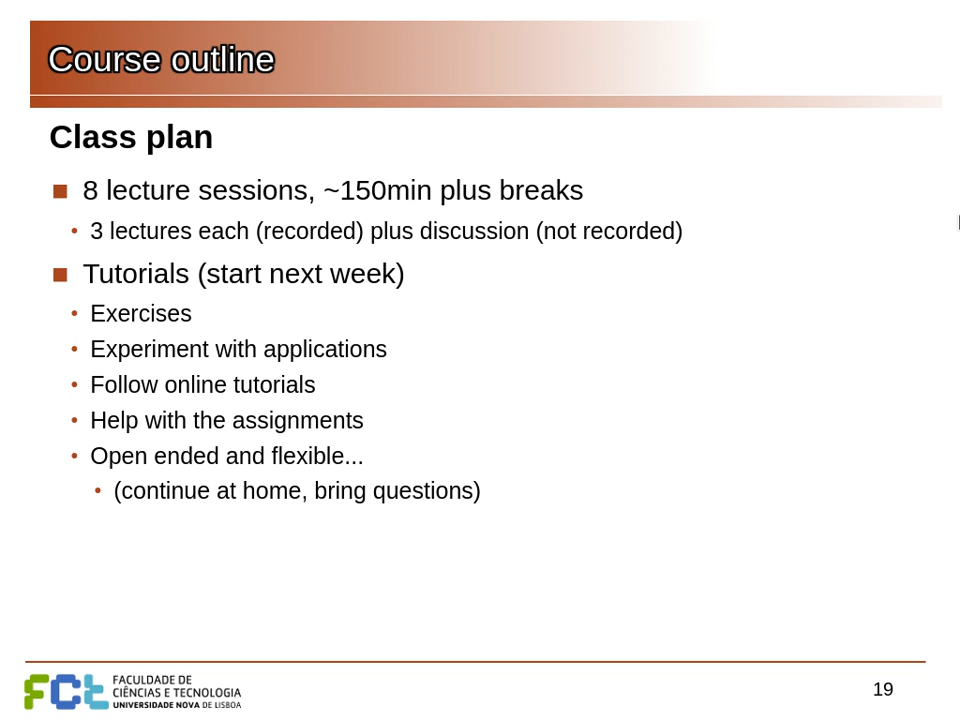 Course outline
Class plan
8 lecture sessions, ~150min plus breaks
3 lectures each (recorded) plus discussion (not recorded)
Tutorials (start next week)
Exercises
Experiment with applications
Follow online tutorials
Help with the assignments
Open ended and flexible...
(continue at home, bring questions)
FCt
FACULDADE DE
CIÊNCIAS E TECNOLOGIA
UNIVERSIDADE NOVA DE LISBOA
19